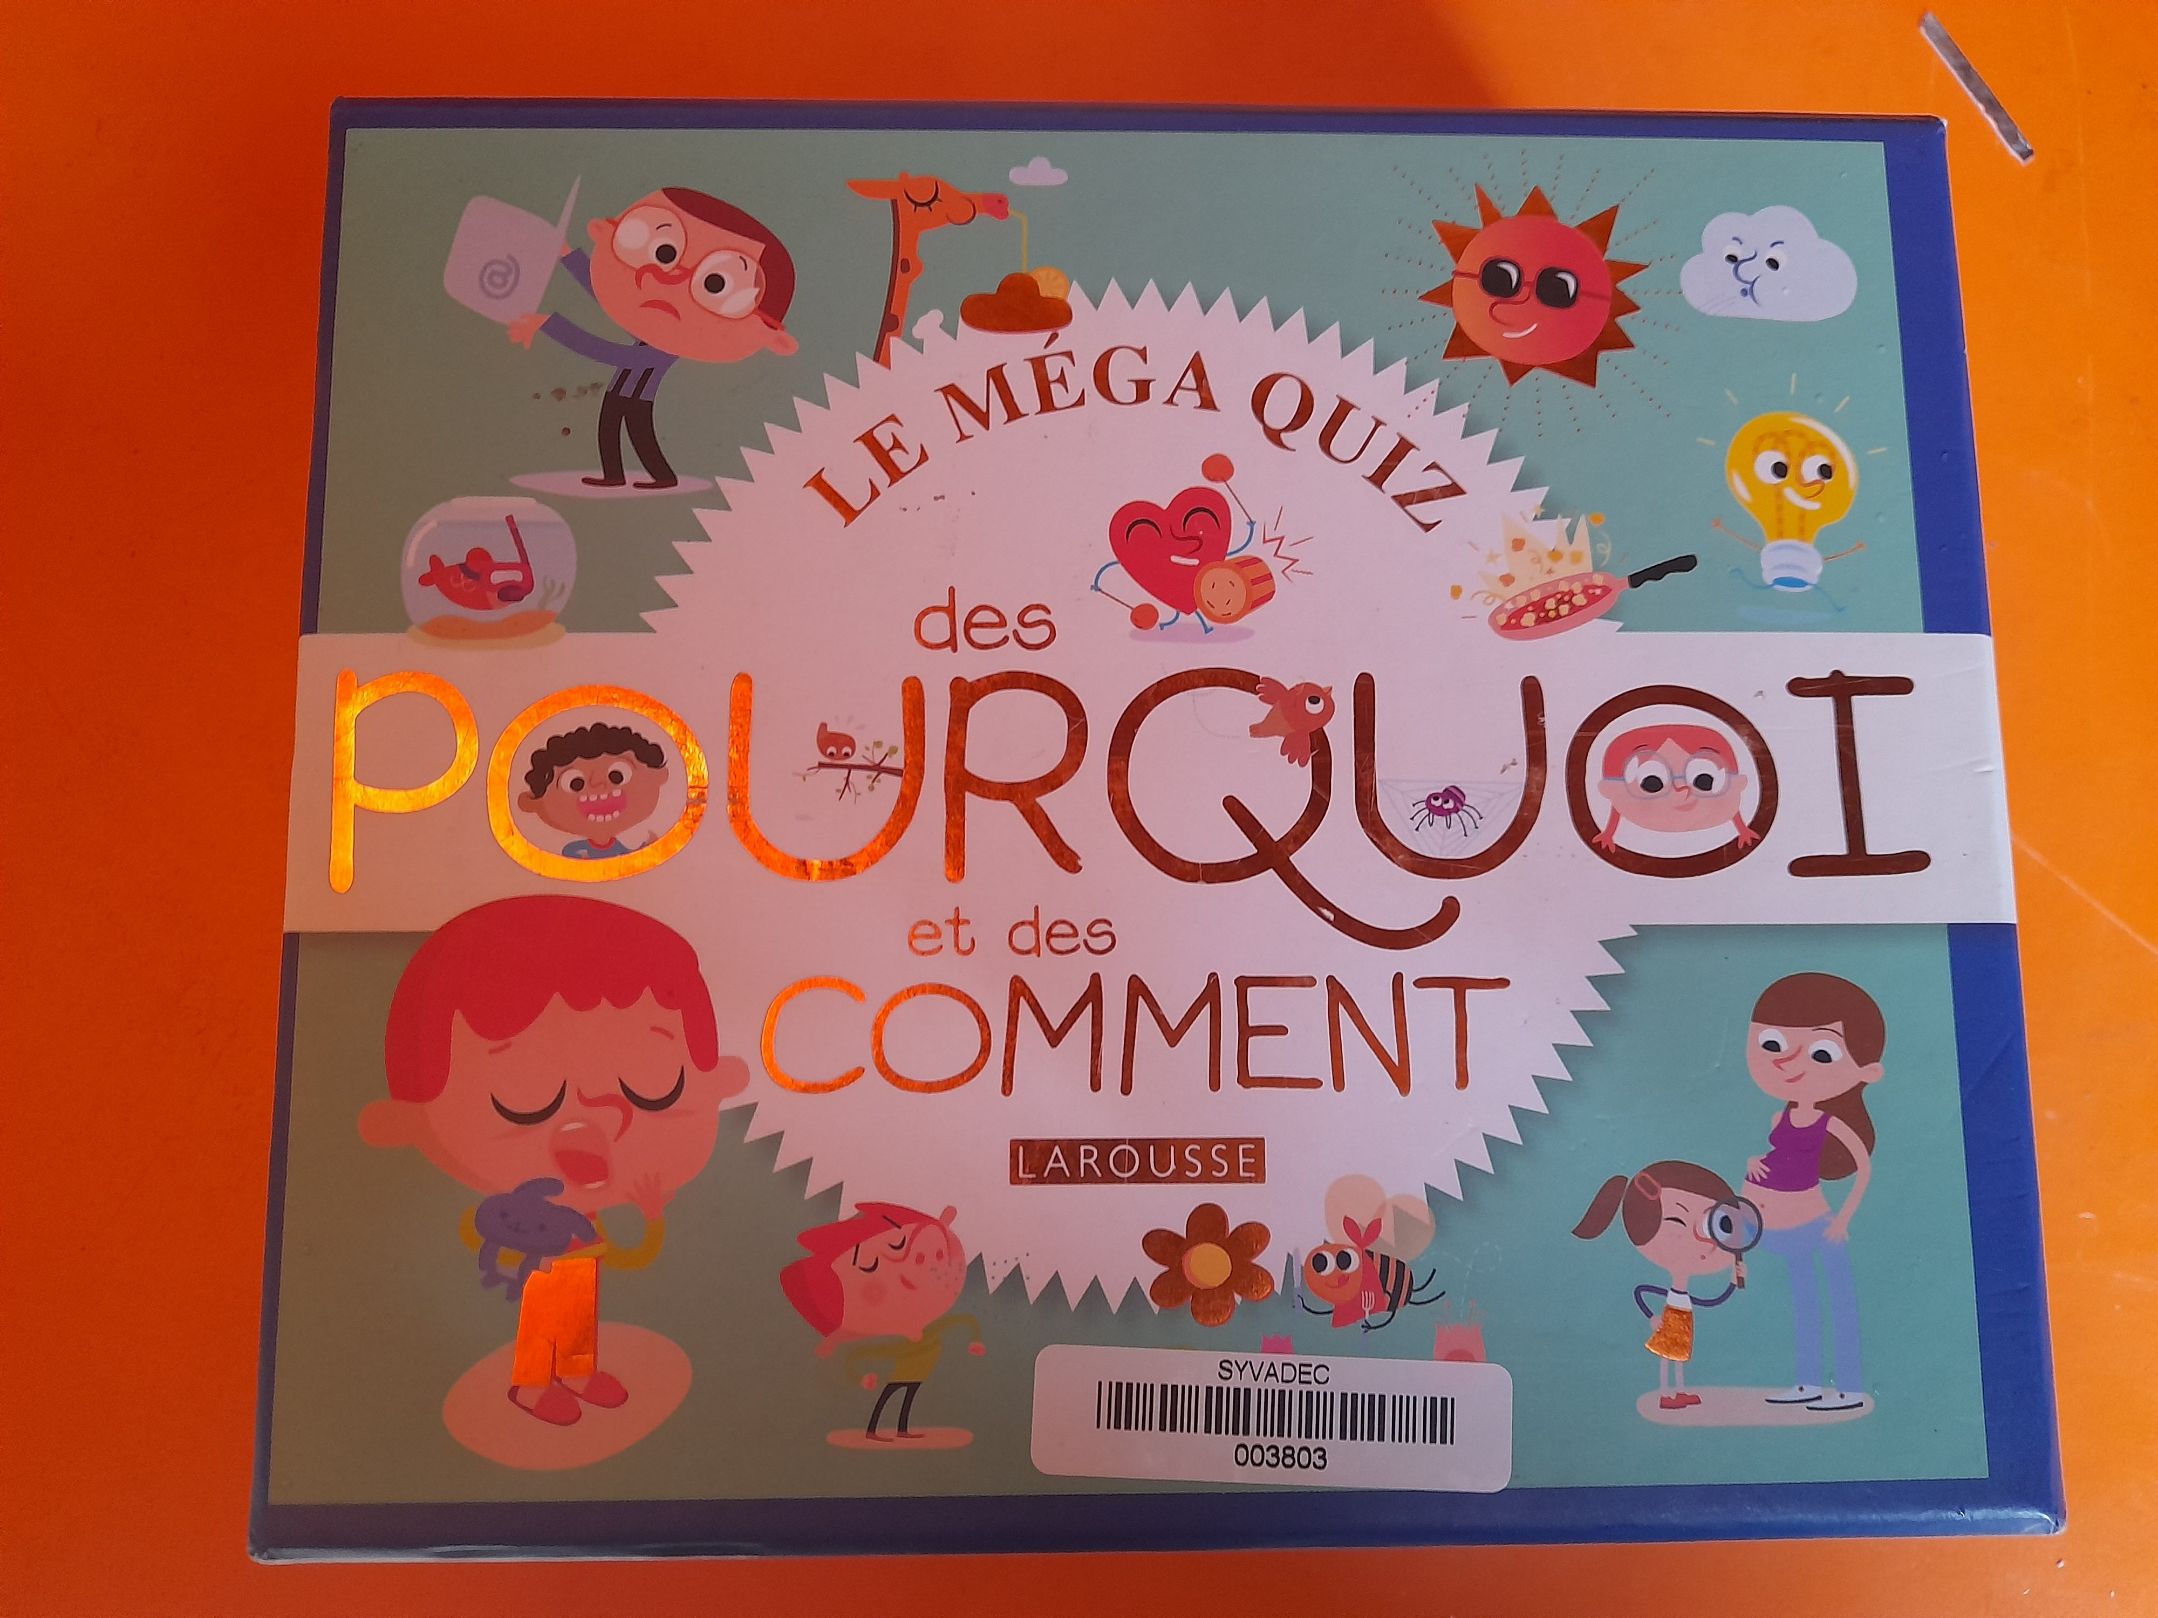 @
LE MÉGA QUIZ
des
POURQUOI
et des
COMMENT
LAROUSSE
SYVADEC
003803